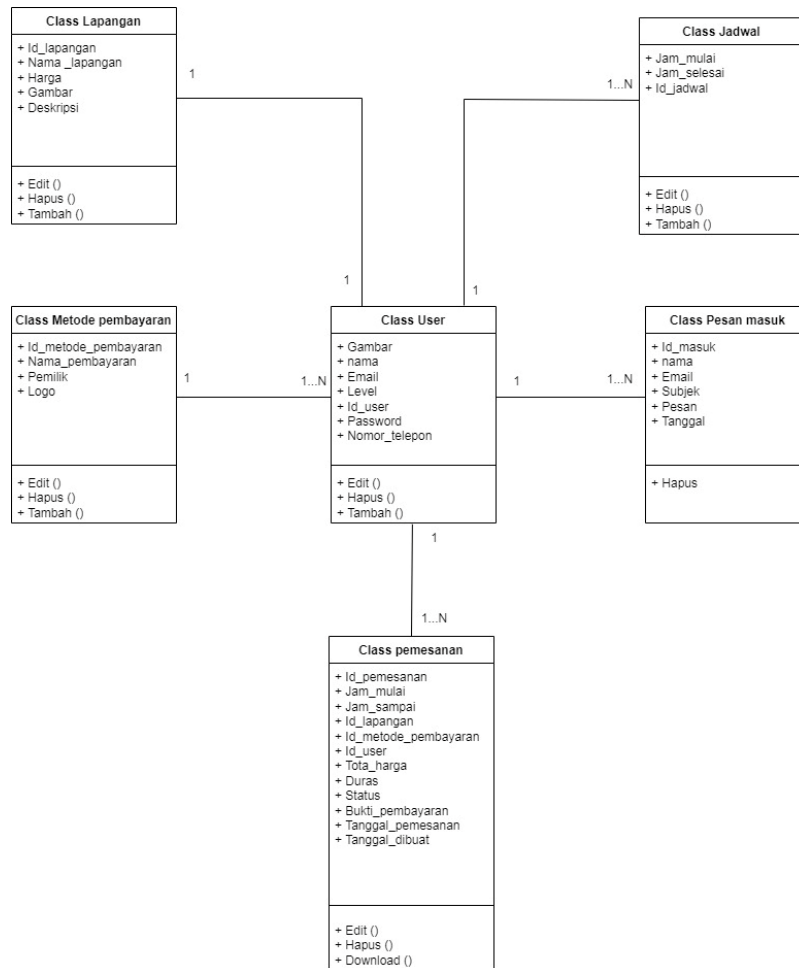 Class Lapangan
+ Id_lapangan
+ Nama _lapangan
+ Harga
+ Gambar
+ Deskripsi
+ Edit ()
+ Hapus ()
+ Tambah ()
1
1
Class Jadwal
+ Jam_mulai
+ Jam_selesai
+ Id_jadwal
+ Edit ()
+ Hapus ()
+ Tambah ()
1...N
1
Class Metode pembayaran
+ Id_metode_pembayaran
+ Nama_pembayaran
+ Pemilik
+ Logo
+ Edit ()
+ Hapus ()
+ Tambah ()
1
1...N
Class User
+ Gambar
+ nama
+ Email
+ Level
+ Id_user
+ Password
+ Nomor_telepon
+ Edit ()
+ Hapus ()
+ Tambah ()
1
1...N
Class Pesan masuk
+ Id_masuk
+ nama
+ Email
+ Subjek
+ Pesan
+ Tanggal
+ Hapus
1
1...N
Class pemesanan
+ Id_pemesanan
+ Jam_mulai
+ Jam_sampai
+ Id_lapangan
+ Id_metode_pembayaran
+ Id_user
+ Tota_harga
+ Duras
+ Status
+ Bukti_pembayaran
+ Tanggal_pemesanan
+ Tanggal_dibuat
+ Edit ()
+ Hapus ()
+ Download ()